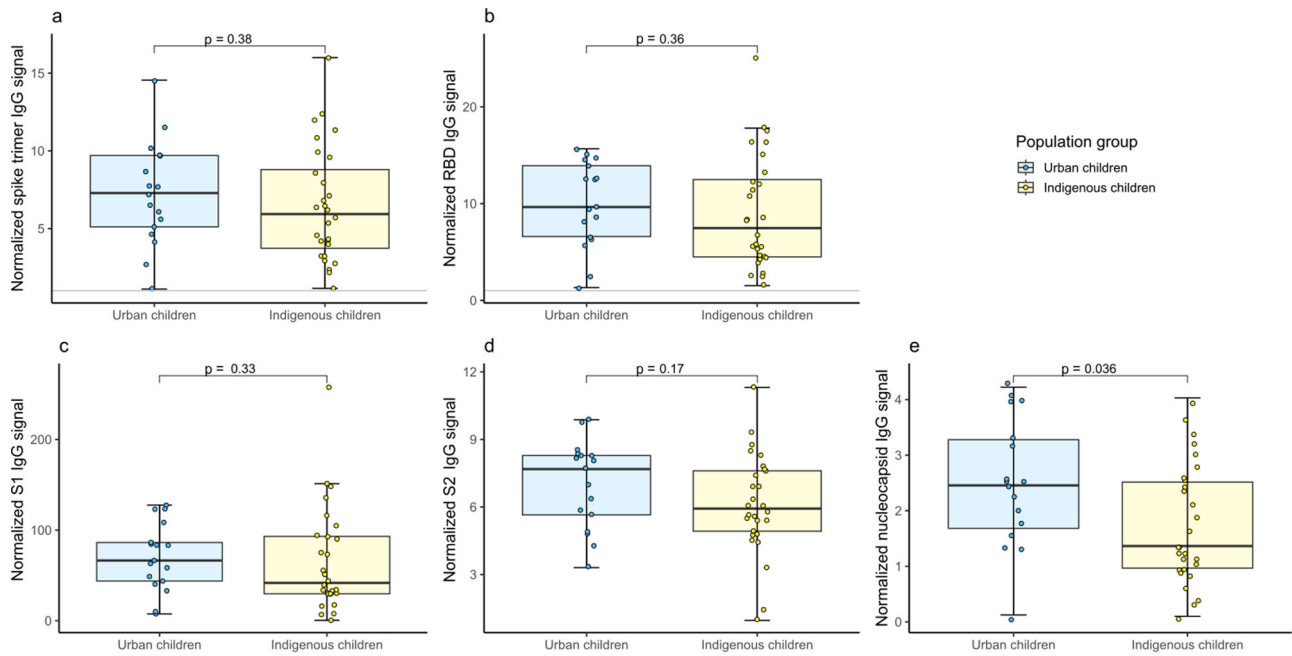 a
p = 0.38
Normalized spike trimer IgG signal
15
10
5
Urban children Indigenous children
b
p = 0.36
Normalized RBD IgG signal
20
10
0
Urban children Indigenous children
Population group
Urban children
Indigenous children
c
p = 0.33
Normalized S1 IgG signal
200
100
0
Urban children Indigenous children
d
p = 0.17
Normalized S2 IgG signal
12
9
6
3
Urban children Indigenous children
e
p = 0.036
Normalized nucleocapsid IgG signal
4
3
2
1
0
Urban children Indigenous children